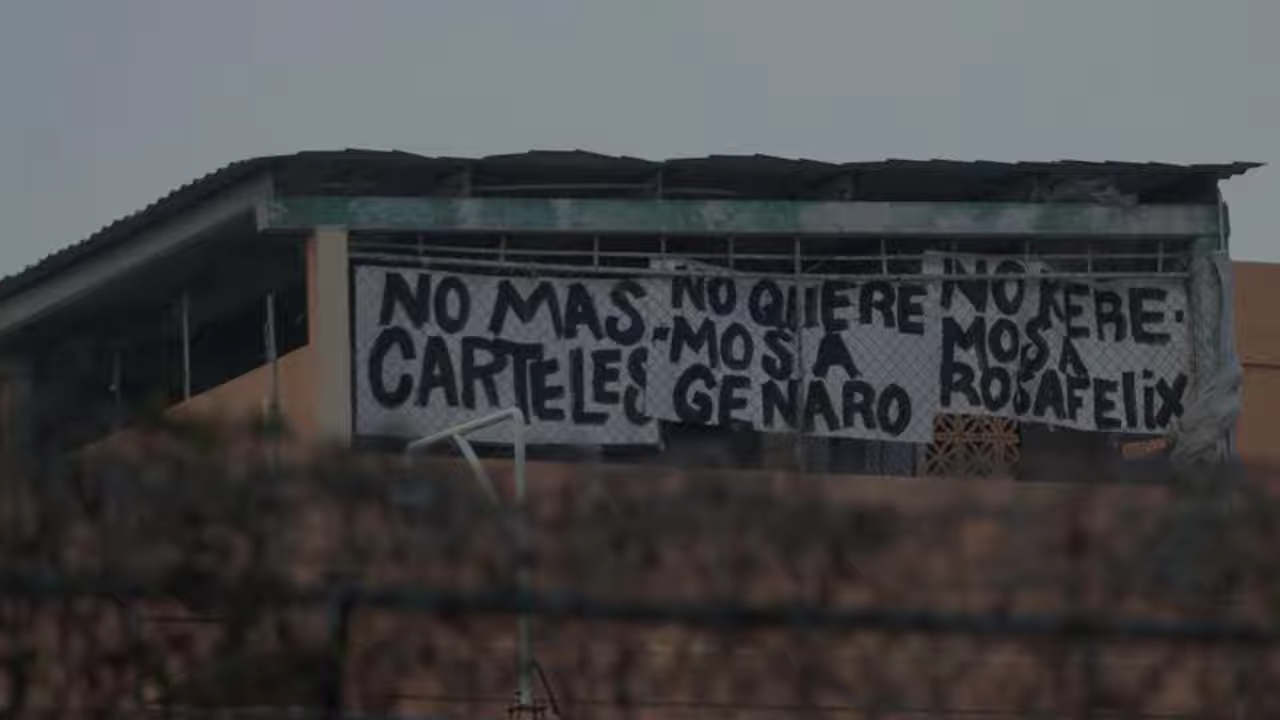 NO MAS
CARTELES
NO QUIERE
-MOS A
GENARO
NO KERE-
MOS A
ROSAFELIX